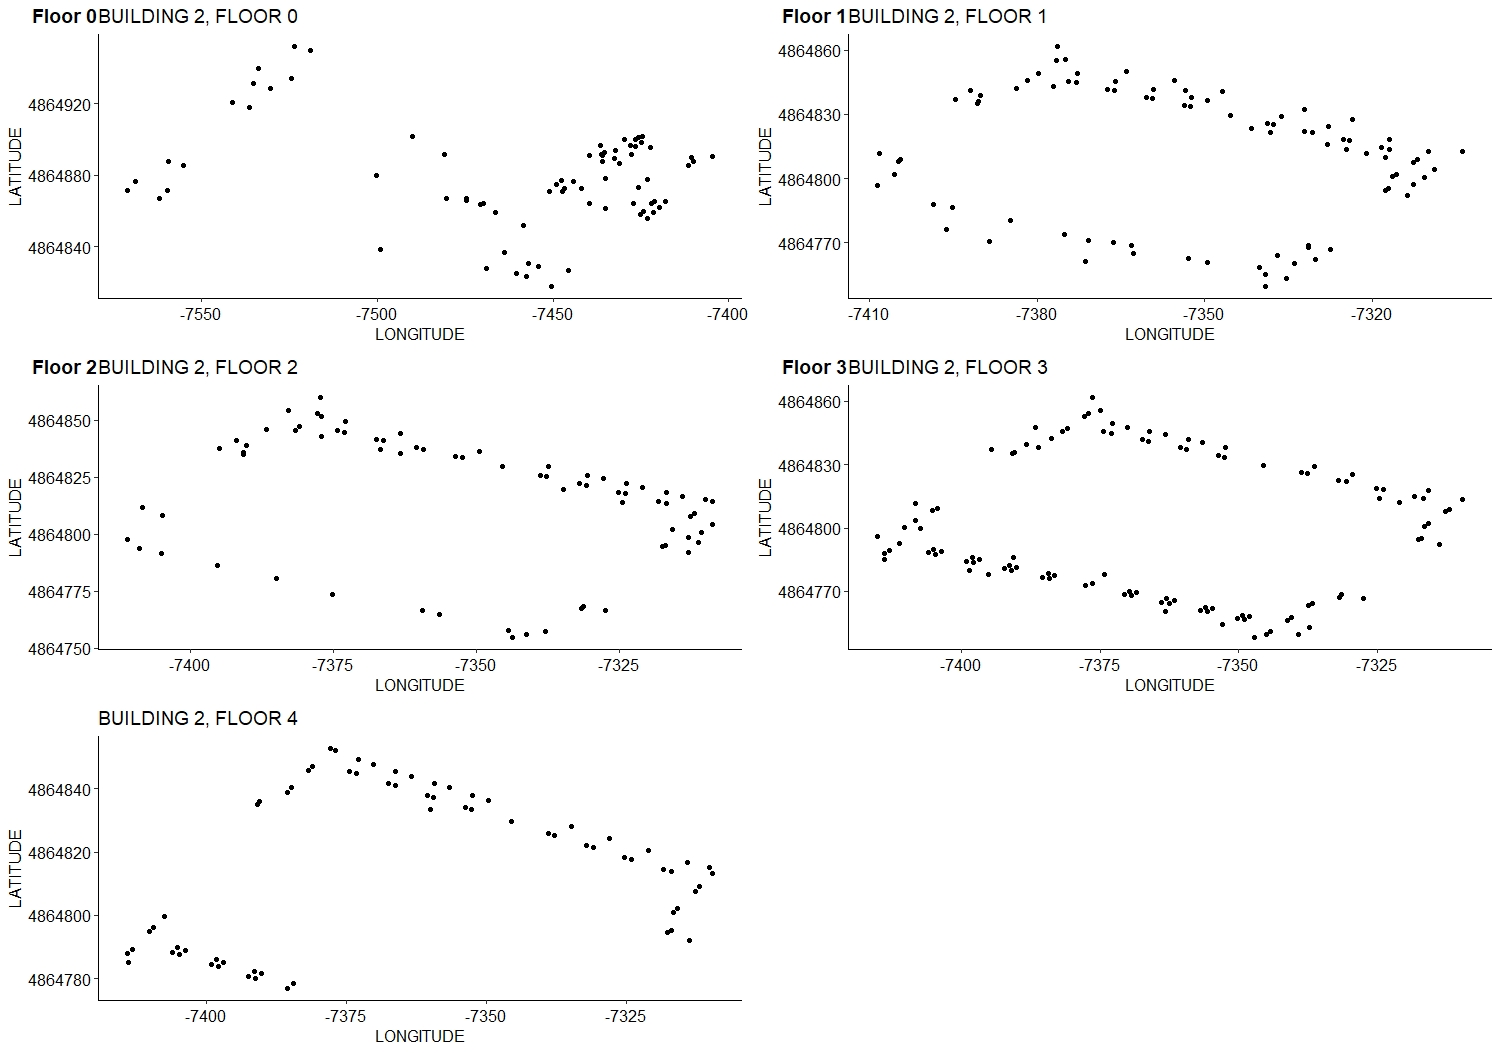 Floor 0BUILDING 2, FLOOR 0
4864920
4864880
4864840
LATITUDE
-7550
-7500
-7450
-7400
LONGITUDE
Floor 1BUILDING 2, FLOOR 1
4864860
4864830
4864800
4864770
LATITUDE
-7410
-7380
-7350
-7320
LONGITUDE
Floor 2BUILDING 2, FLOOR 2
4864850
4864825
4864800
4864775
4864750
LATITUDE
-7400
-7375
-7350
-7325
LONGITUDE
Floor 3BUILDING 2, FLOOR 3
4864860
4864830
4864800
4864770
LATITUDE
-7400
-7375
-7350
-7325
LONGITUDE
BUILDING 2, FLOOR 4
4864840
4864820
4864800
4864780
LATITUDE
-7400
-7375
-7350
-7325
LONGITUDE